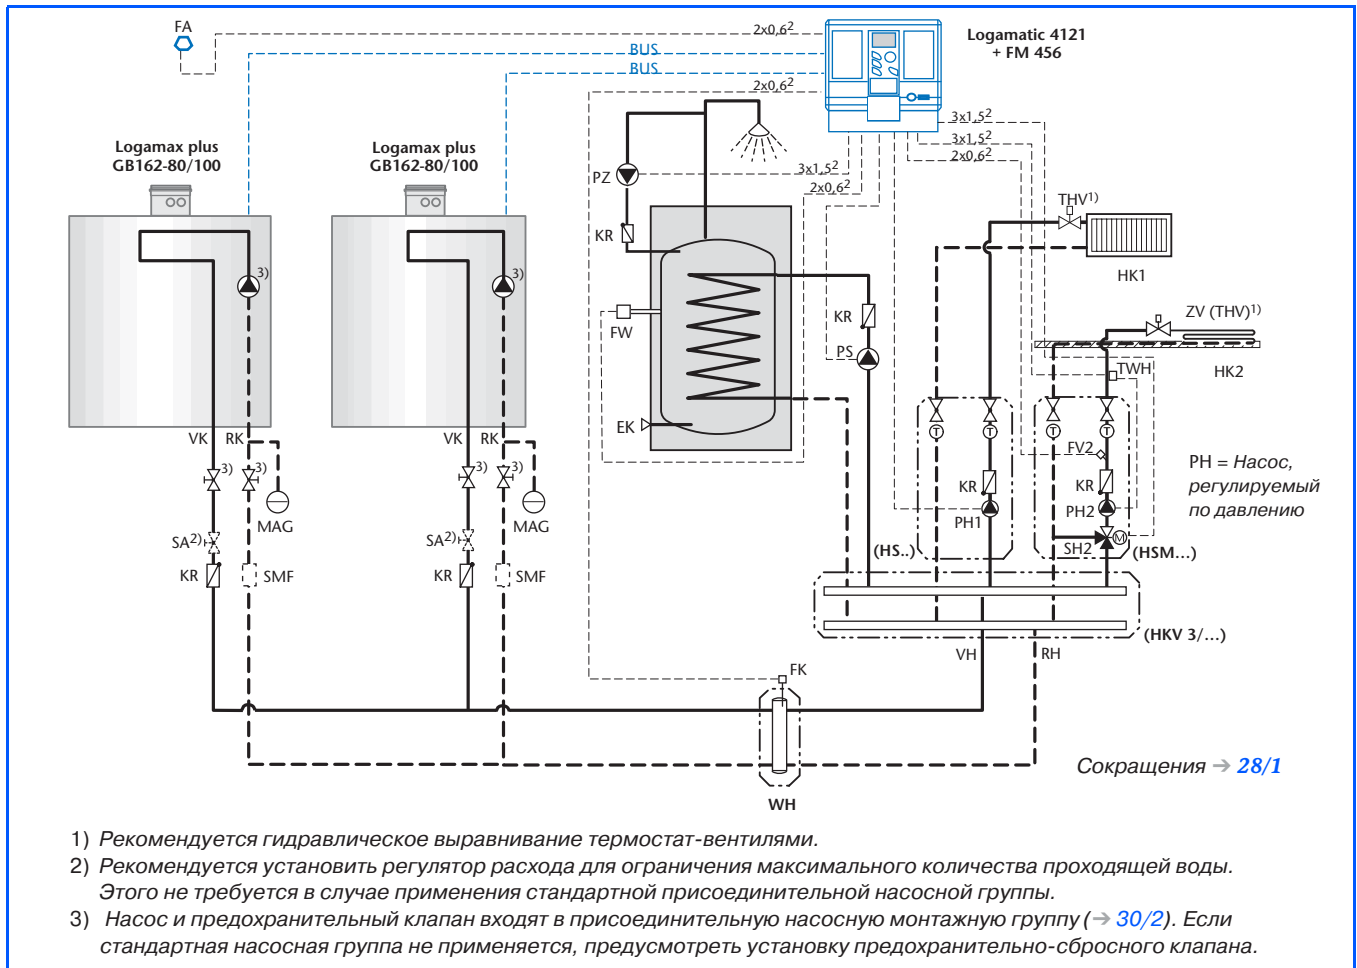 FA
2x0,6²
BUS
BUS
2x0,6²
Logamatic 4121
+ FM 456
3x1,5²
3x1,5²
2x0,6²
Logamax plus
GB162-80/100
Logamax plus
GB162-80/100
PZ
3x1,5²
2x0,6²
THV¹⁾
KR
HK1
3)
3)
FW
KR
PS
ZV (THV)¹⁾
TWH
HK2
EK
VK
RK
VK
RK
T
T
T
T
FV2
3)
3)
3)
3)
MAG
MAG
KR
KR
PH1
PH2
PH = Насос,
регулируемый
по давлению
SA²⁾
SA²⁾
M
SH2
(HS..)
(HSM...)
KR
SMF
KR
SMF
(HKV 3/...)
VH
RH
FK
WH
Сокращения → 28/1
1) Рекомендуется гидравлическое выравнивание термостат-вентилями.
2) Рекомендуется установить регулятор расхода для ограничения максимального количества проходящей воды.
Этого не требуется в случае применения стандартной присоединительной насосной группы.
3) Насос и предохранительный клапан входят в присоединительную насосную монтажную группу (→ 30/2). Если
стандартная насосная группа не применяется, предусмотреть установку предохранительно-сбросного клапана.